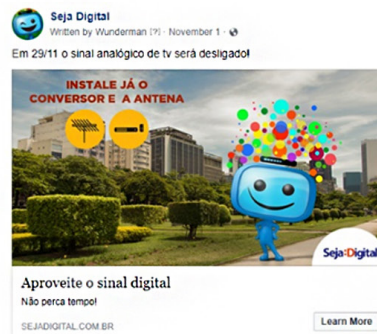 Seja Digital
Written by Wunderman [?] · November 1 ·
Em 29/11 o sinal analógico de tv será desligado!
INSTALE JÁ O
CONVERSOR E A ANTENA
Seja:Digital
Aproveite o sinal digital
Não perca tempo!
SEJADIGITAL.COM.BR
Learn More